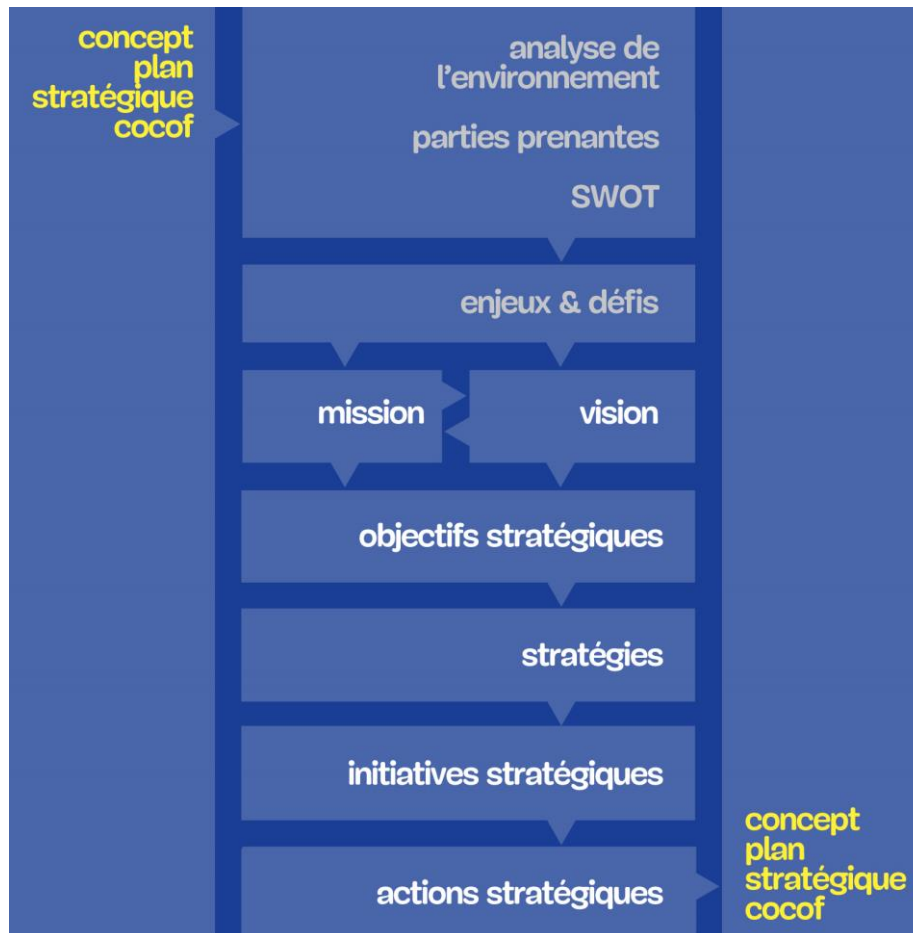 concept
plan
stratégique
cocof
analyse de
l'environnement
parties prenantes
SWOT
enjeux & défis
mission
vision
objectifs stratégiques
stratégies
initiatives stratégiques
actions stratégiques
concept
plan
stratégique
cocof